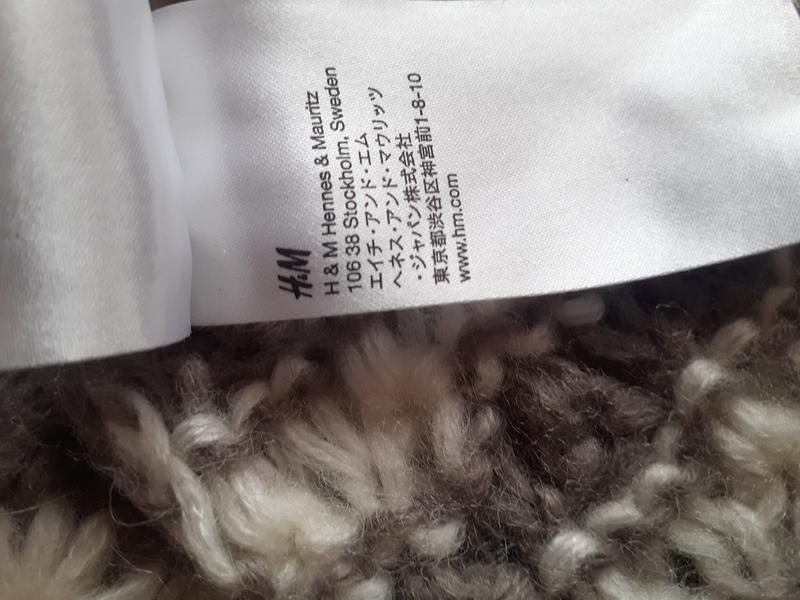 H&M
H & M Hennes & Mauritz
106 38 Stockholm, Sweden
エイチ・アンド・エム
ヘネス・アンド・マウリッツ
・ジャパン株式会社
東京都渋谷区神宮前1-8-10
www.hm.com